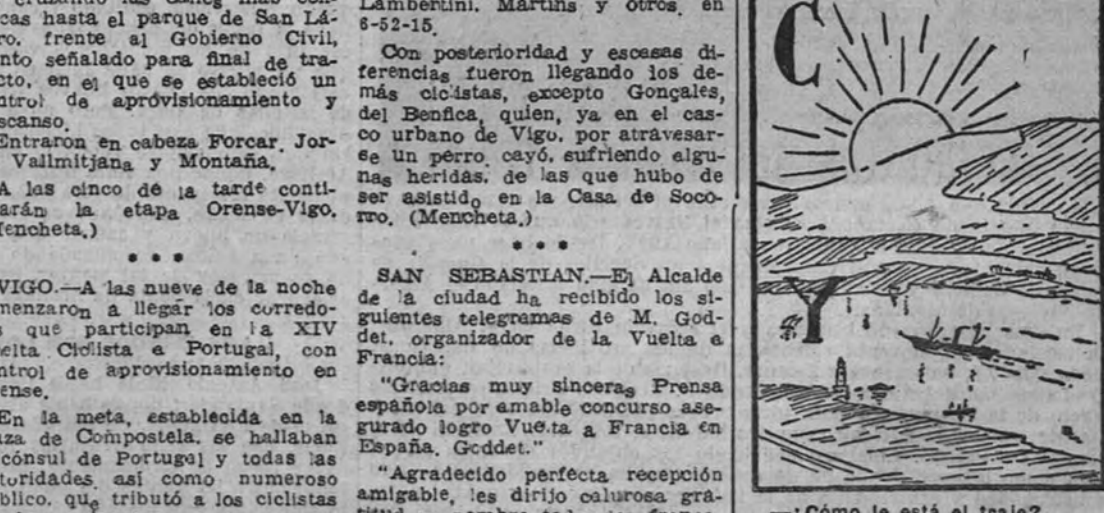 cas hasta el parque de San Lá-
ro. frente al Gobierno Civil,
nto señalado para final de tra-
cto, en el que se estableció un
ntrol de apróvisionamiento y
scanso.
Entraron en cabeza Forcar. Jor-
Vallmitjana y Montaña.
A las cinco de la tarde conti-
arán la etapa Orense-Vigo.
Mencheta.)
* * *
VIGO.—A las nueve de la noche
menzaron a llegar los corredo-
s que participan en la XIV
elta Ciclista a Portugal, con
ntrol de aprovisionamiento en
ense.
En la meta, establecida en la
aza de Compostela. se hallaban
cónsul de Portugal y todas las
toridades, así como numeroso
blico. que tributó a los ciclistas
Lambertini. Martins y otros. en
6-52-15.
Con posterioridad y escasas di-
ferencias fueron llegando los de-
más ciclistas, excepto Gonçales,
del Benfica, quien, ya en el cas-
co urbano de Vigo. por atravesar-
se un perro. cayó. sufriendo algu-
nas heridas. de las que hubo de
ser asistido en la Casa de Soco-
rro. (Mencheta.)
* * *
SAN SEBASTIAN.—El Alcalde
de la ciudad ha recibido los si-
guientes telegramas de M. God-
det. organizador de la Vuelta a
Francia:
"Gracias muy sinceras Prensa
española por amable concurso ase-
gurado logro Vue.ta a Francia en
España. Goddet."
"Agradecido perfecta recepción
amigable, les dirijo calurosa gra-
C
Y
—¿Cómo le está el traje?